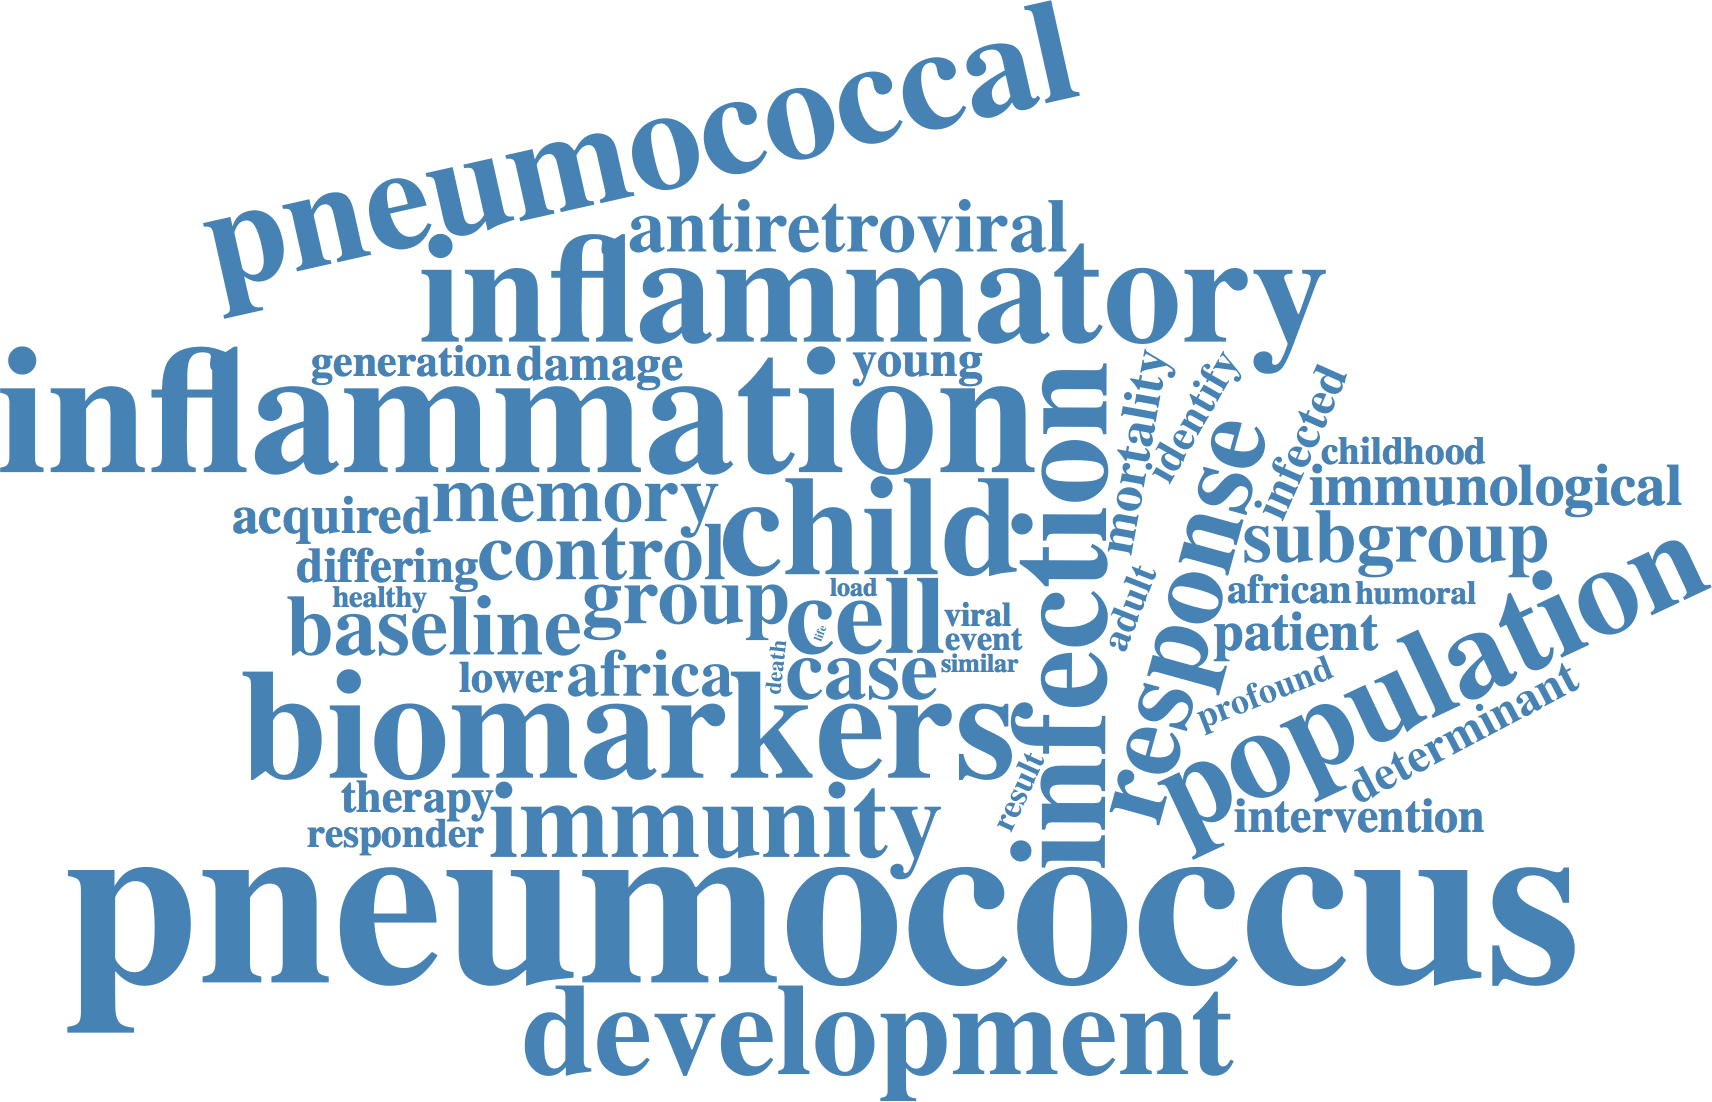 pneumococcal
antiretroviral
inflammatory
generation
damage
young
inflammation
infection
mortality
identify
infected
response
childhood
immunological
memory
acquired
child
control
differing
subgroup
healthy
baseline
group
load
cell
life
viral
event
adult
african
humoral
patient
population
lower
africa
death
case
similar
profound
determinant
biomarkers
result
therapy
responder
immunity
intervention
pneumococcus
development